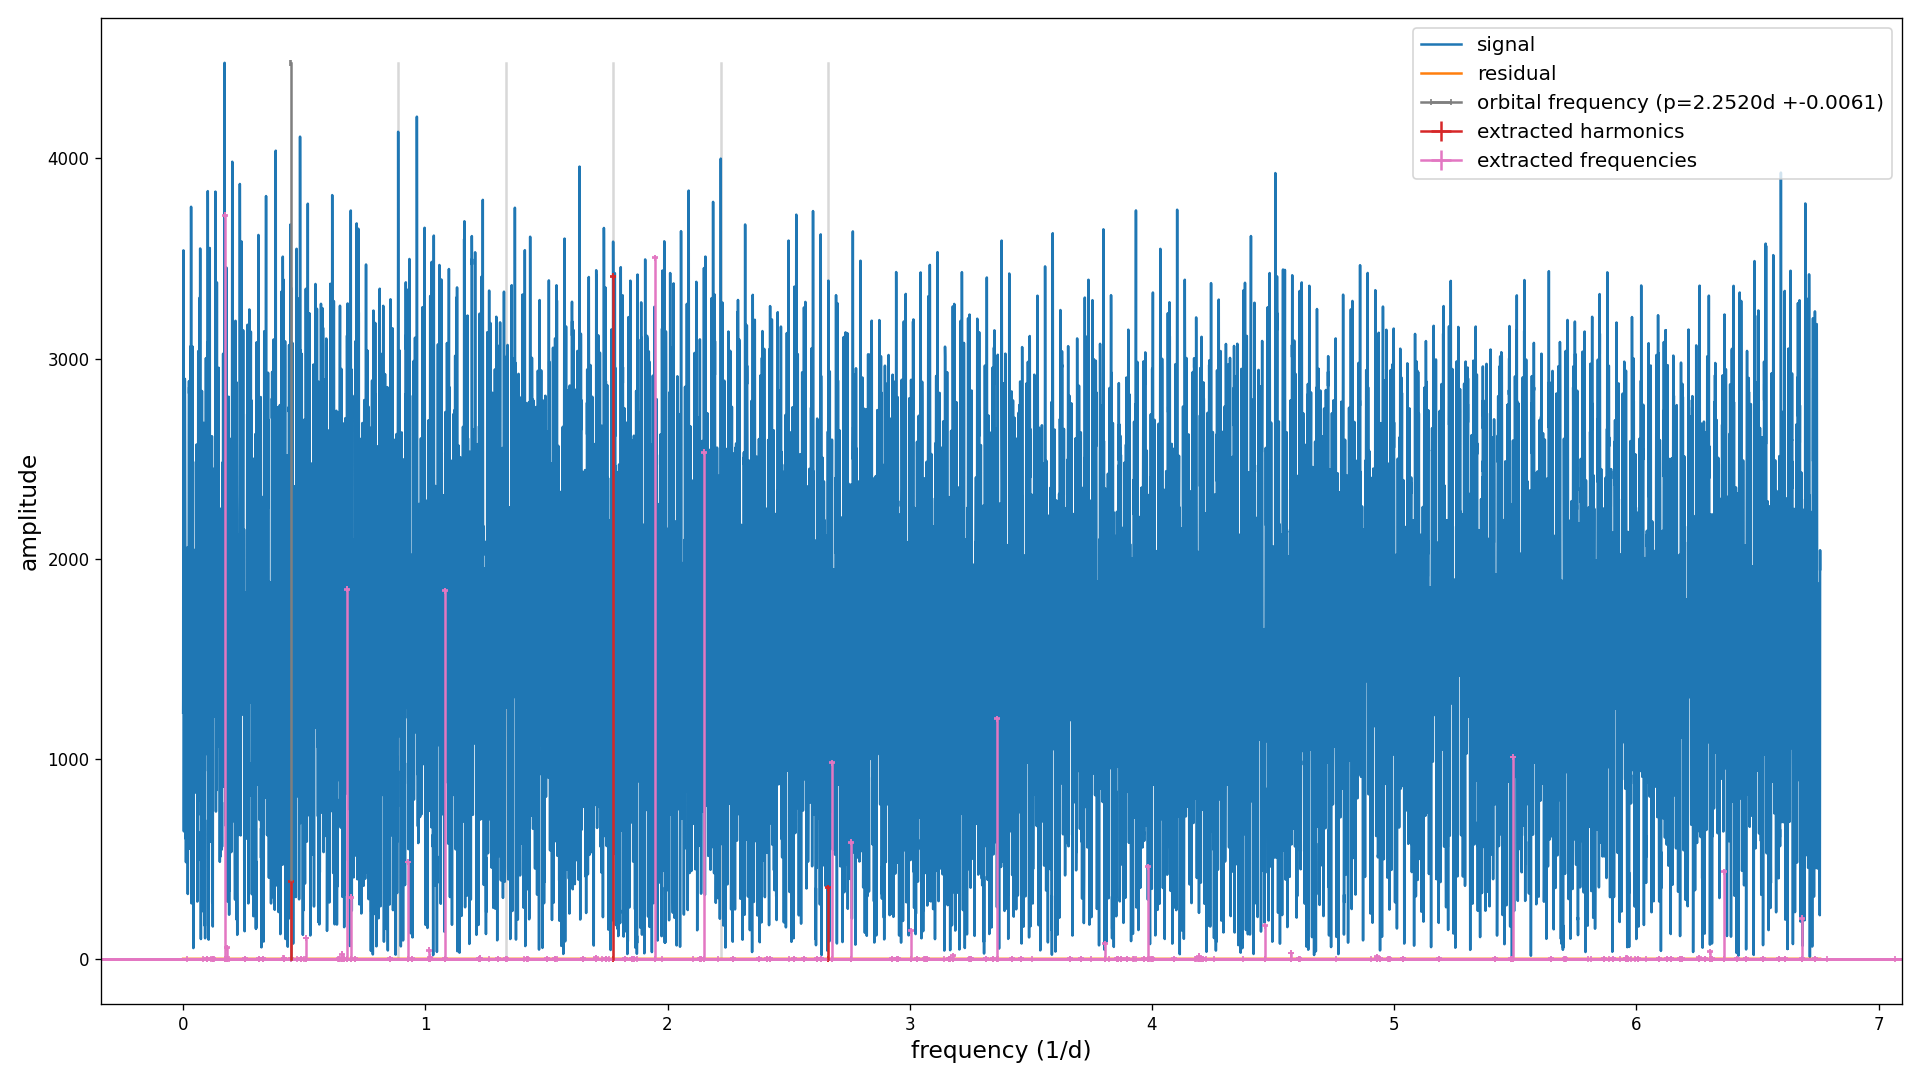 signal
residual
orbital frequency (p=2.2520d +-0.0061)
extracted harmonics
extracted frequencies
4000
3000
2000
1000
0
amplitude
0 1 2 3 4 5 6 7
frequency (1/d)